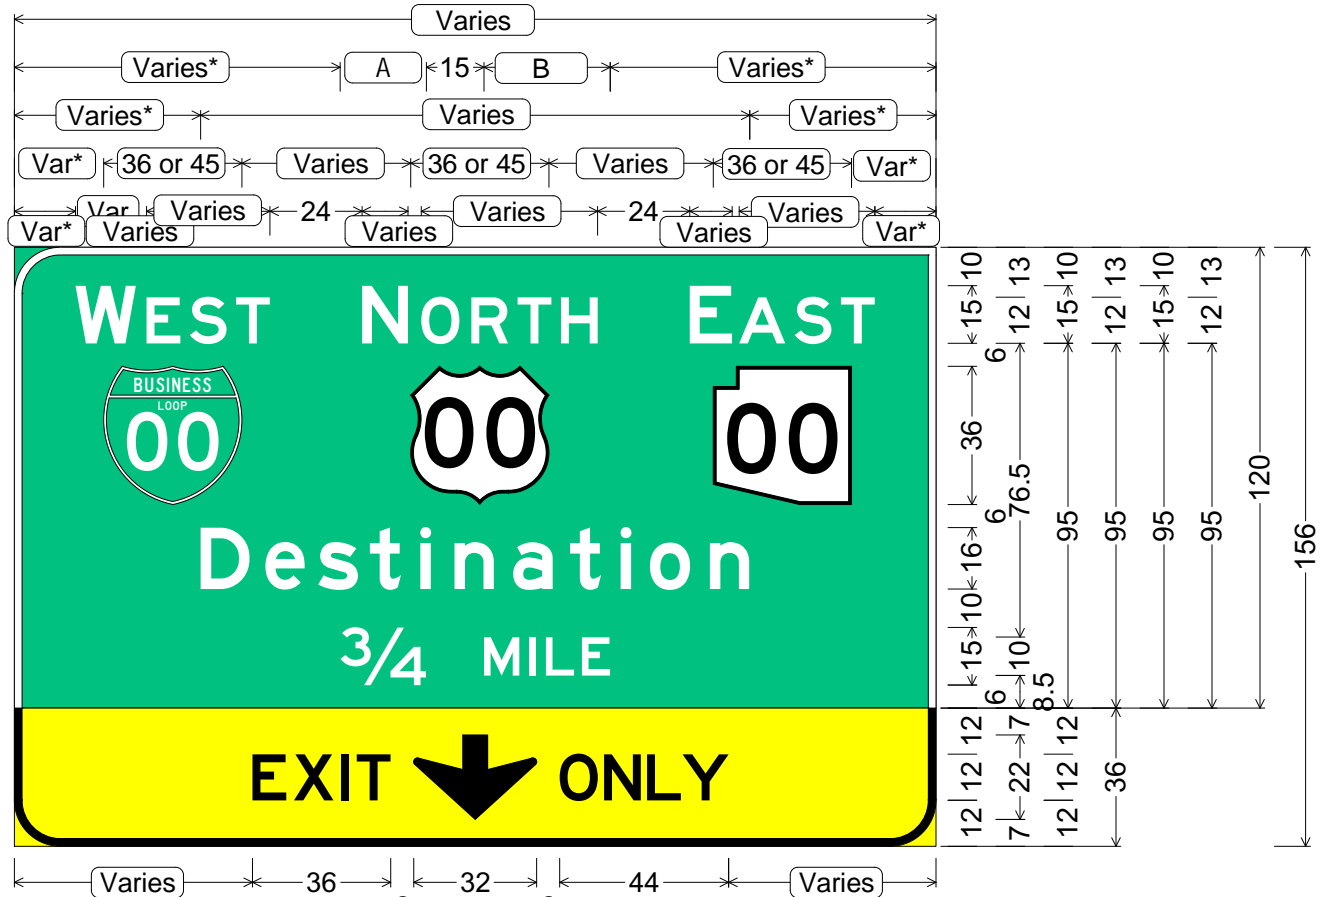 Varies
Varies* A 15 B Varies*
Varies* Varies Varies*
Var* 36 or 45 Varies 36 or 45 Varies 36 or 45 Var*
Var Varies 24 Varies 24 Varies
Var* Varies Varies Varies Var*
WEST NORTH EAST
BUSINESS
LOOP
00 00 00
Destination
3/4 MILE
EXIT ONLY
10 15 6 36 6 16 10 15 6 12 12 12
13 12 76.5 10 8.5 7 22 7
10 15 95 12 12 12
13 12 95 36
10 15 95
13 12 95
120
156
Varies 36 32 44 Varies